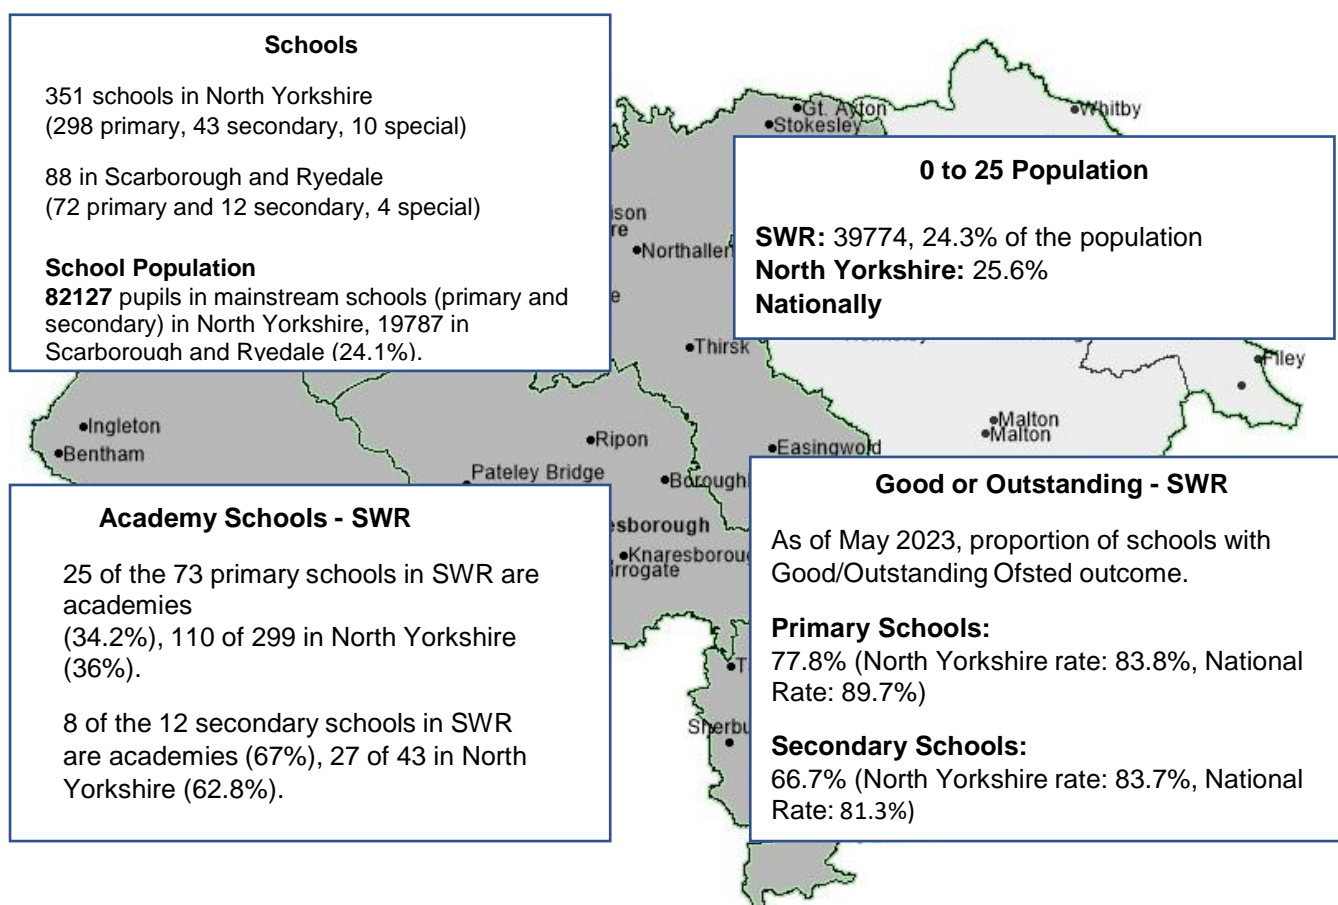 Schools
351 schools in North Yorkshire
(298 primary, 43 secondary, 10 special)
88 in Scarborough and Ryedale
(72 primary and 12 secondary, 4 special)
School Population
82127 pupils in mainstream schools (primary and
secondary) in North Yorkshire, 19787 in
Scarborough and Ryedale (24.1%).
Gt. Ayton
Stokesley
Whitby
0 to 25 Population
SWR: 39774, 24.3% of the population
North Yorkshire: 25.6%
Nationally
Northaller
Thirsk
Filey
Malton
Malton
Ingleton
Bentham
Ripon
Easingwold
Pateley Bridge
Boroughb
esborough
Knaresboroug
rrogate
Sherbu
Academy Schools - SWR
25 of the 73 primary schools in SWR are
academies
(34.2%), 110 of 299 in North Yorkshire
(36%).
8 of the 12 secondary schools in SWR
are academies (67%), 27 of 43 in North
Yorkshire (62.8%).
Good or Outstanding - SWR
As of May 2023, proportion of schools with
Good/Outstanding Ofsted outcome.
Primary Schools:
77.8% (North Yorkshire rate: 83.8%, National
Rate: 89.7%)
Secondary Schools:
66.7% (North Yorkshire rate: 83.7%, National
Rate: 81.3%)